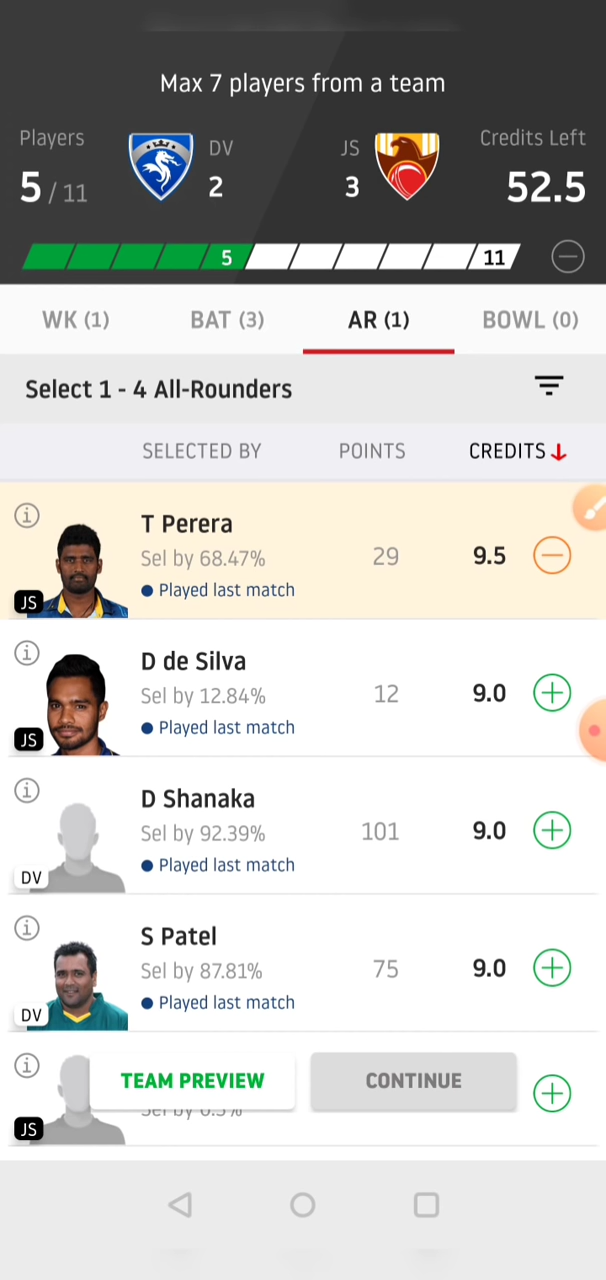 Max 7 players from a team
Players DV JS Credits Left
5 / 11 2 3 52.5
5 11
WK (1) BAT (3) AR (1) BOWL (0)
Select 1 - 4 All-Rounders
SELECTED BY POINTS CREDITS
T Perera
Sel by 68.47% 29 9.5
Played last match
JS
D de Silva
Sel by 12.84% 12 9.0
Played last match
JS
D Shanaka
Sel by 92.39% 101 9.0
Played last match
DV
S Patel
Sel by 87.81% 75 9.0
Played last match
DV
TEAM PREVIEW CONTINUE
JS